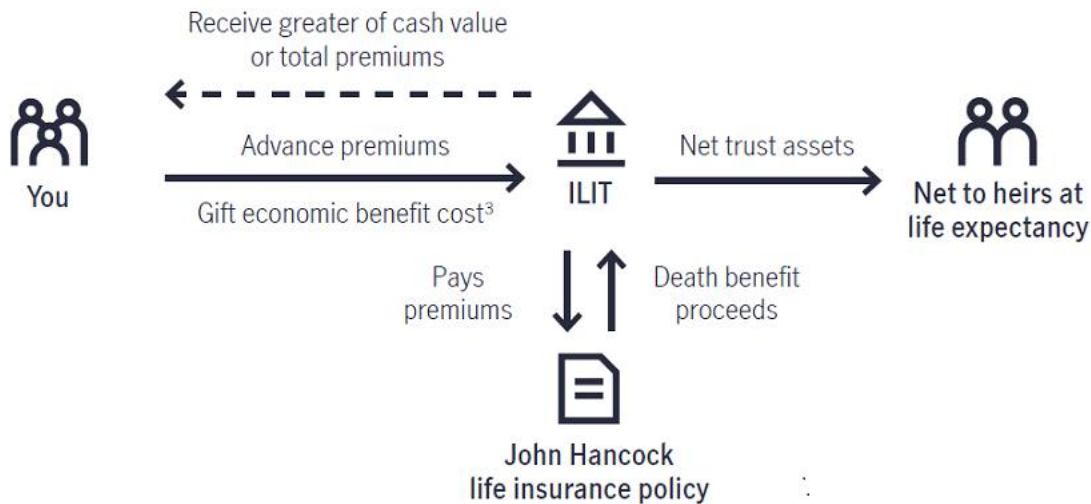 Receive greater of cash value
or total premiums
Advance premiums
Gift economic benefit cost³
You
ILIT
Net trust assets
Net to heirs at
life expectancy
Pays
premiums
Death benefit
proceeds
John Hancock
life insurance policy